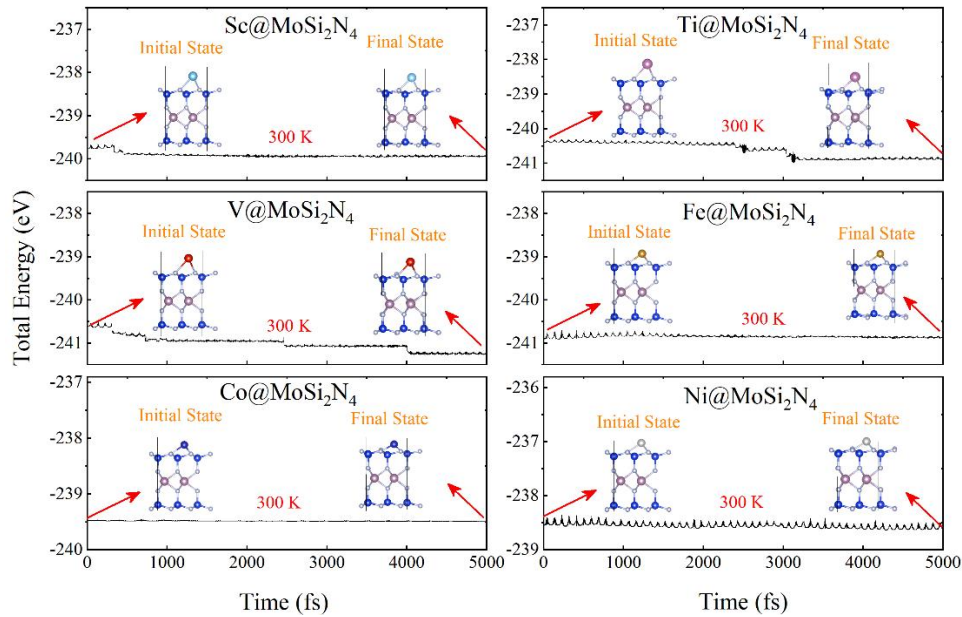 Sc@MoSi₂N₄
Initial State
Final State
300 K
-237
-238
-239
-240
Ti@MoSi₂N₄
Initial State
Final State
300 K
-238
-239
-240
-241
V@MoSi₂N₄
Initial State
Final State
300 K
-238
-239
-240
-241
Fe@MoSi₂N₄
Initial State
Final State
300 K
-238
-239
-240
-241
Co@MoSi₂N₄
Initial State
Final State
300 K
-237
-238
-239
-240
0 1000 2000 3000 4000 5000
Time (fs)
Ni@MoSi₂N₄
Initial State
Final State
300 K
-236
-237
-238
-239
0 1000 2000 3000 4000 5000
Time (fs)
Total Energy (eV)